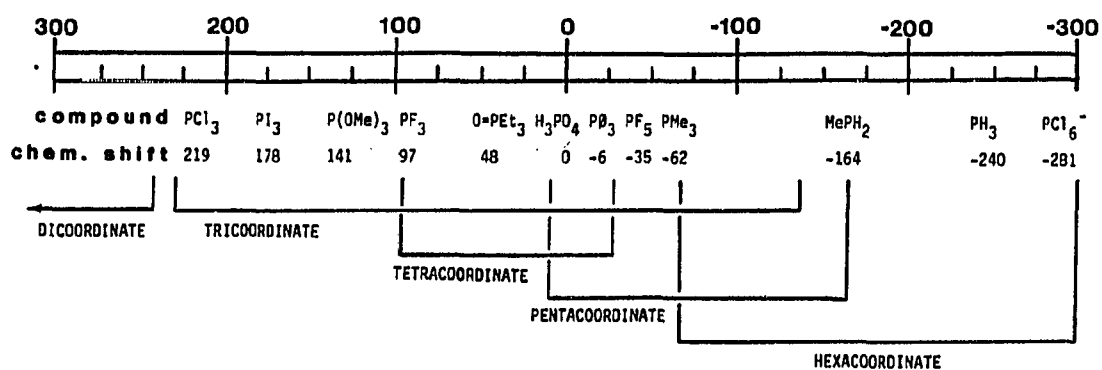 300 200 100 0 -100 -200 -300
compound PCl₃ PI₃ P(OMe)₃ PF₃ O=PEt₃ H₃PO₄ PØ₃ PF₅ PMe₃ MePH₂ PH₃ PCl₆⁻
chem. shift 219 178 141 97 48 0 -6 -35 -62 -164 -240 -281
DICOORDINATE TRICOORDINATE
TETRACOORDINATE
PENTACOORDINATE
HEXACOORDINATE